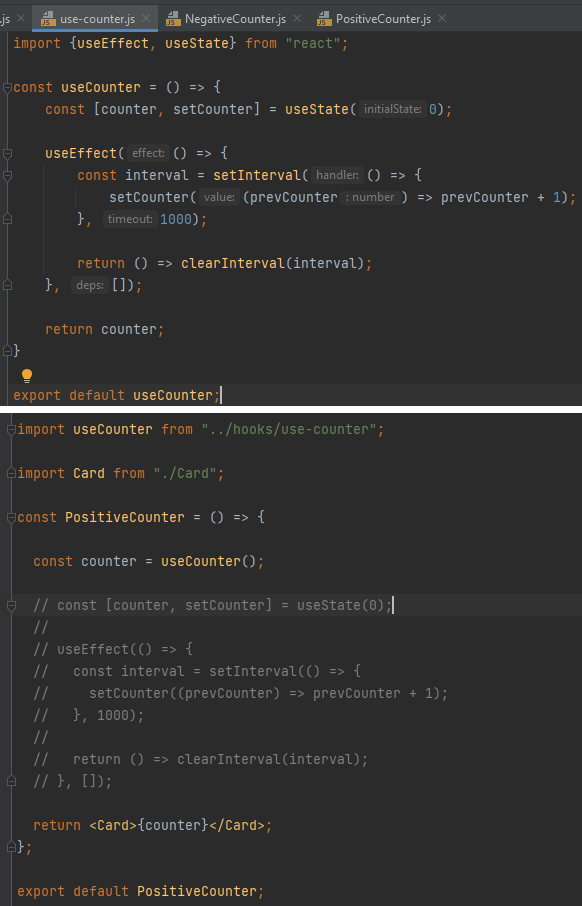 .js × JS use-counter.js × JS NegativeCounter.js × JS PositiveCounter.js ×
import {useEffect, useState} from "react";
const useCounter = () => {
const [counter, setCounter] = useState( initialState: 0);
useEffect( effect: () => {
const interval = setInterval( handler: () => {
setCounter( value: (prevCounter : number ) => prevCounter + 1);
}, timeout: 1000);
return () => clearInterval(interval);
}, deps: []);
return counter;
}
export default useCounter;
import useCounter from "../hooks/use-counter";
import Card from "./Card";
const PositiveCounter = () => {
const counter = useCounter();
// const [counter, setCounter] = useState(0);
//
// useEffect(() => {
//   const interval = setInterval(() => {
//     setCounter((prevCounter) => prevCounter + 1);
//   }, 1000);
//
//   return () => clearInterval(interval);
// }, []);
return <Card>{counter}</Card>;
};
export default PositiveCounter;